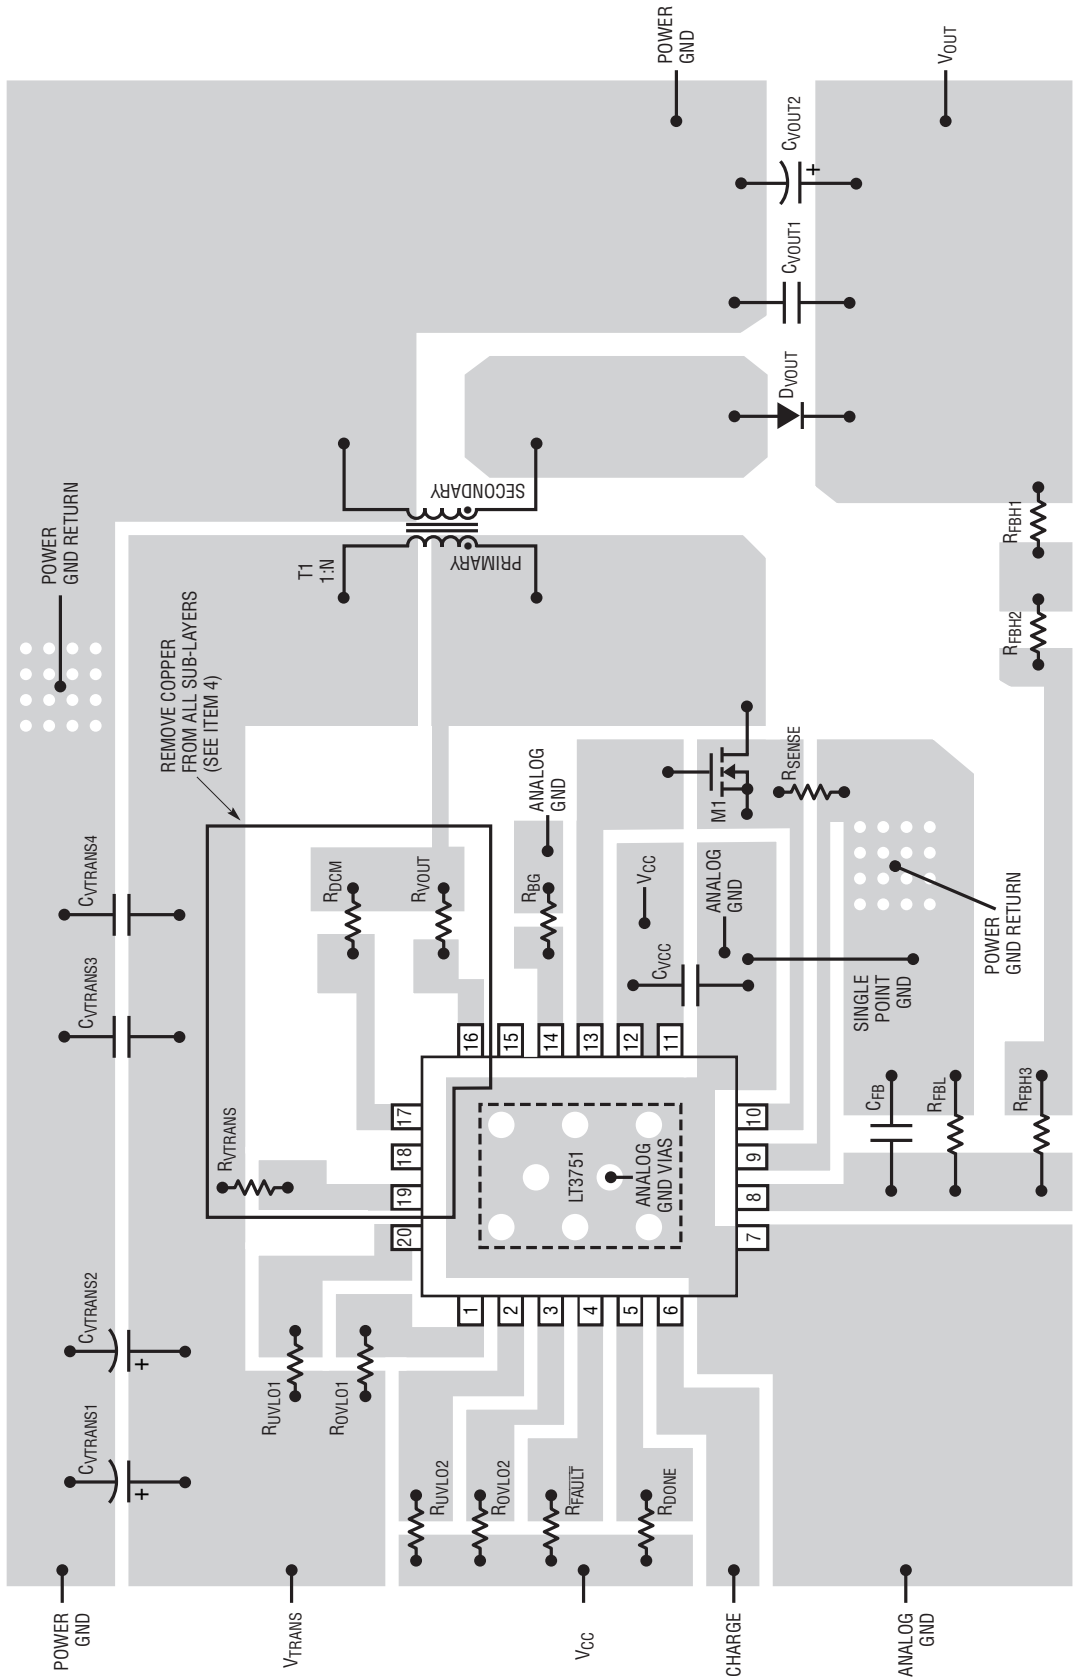 POWER
GND
VOUT
CVOUT2
+
CVOUT1
DVOUT
SECONDARY
PRIMARY
T1
1:N
POWER
GND RETURN
RFBH1
RFBH2
REMOVE COPPER
FROM ALL SUB-LAYERS
(SEE ITEM 4)
M1
RSENSE
ANALOG
GND
CVTRANS4
RDCM
RVOUT
RBG
VCC
ANALOG
GND
CVCC
SINGLE
POINT
GND
POWER
GND RETURN
CVTRANS3
16
15
14
13
12
11
RVTRANS
17
18
19
20
LT3751
ANALOG
GND VIAS
10
9
8
7
CFB
RFBL
RFBH3
1
2
3
4
5
6
CVTRANS2
+
CVTRANS1
+
RUVLO1
ROVLO1
RUVLO2
ROVLO2
RFAULT
RDONE
POWER
GND
VTRANS
VCC
CHARGE
ANALOG
GND